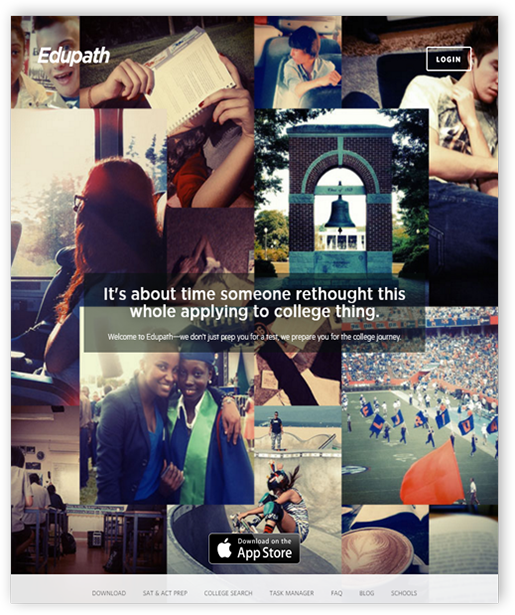 Edupath
LOGIN
It's about time someone rethought this
whole applying to college thing.
Welcome to Edupath—we don't just prep you for a test, we prepare you for the college journey.
Download on the
App Store
DOWNLOAD SAT & ACT PREP COLLEGE SEARCH TASK MANAGER FAQ BLOG SCHOOLS